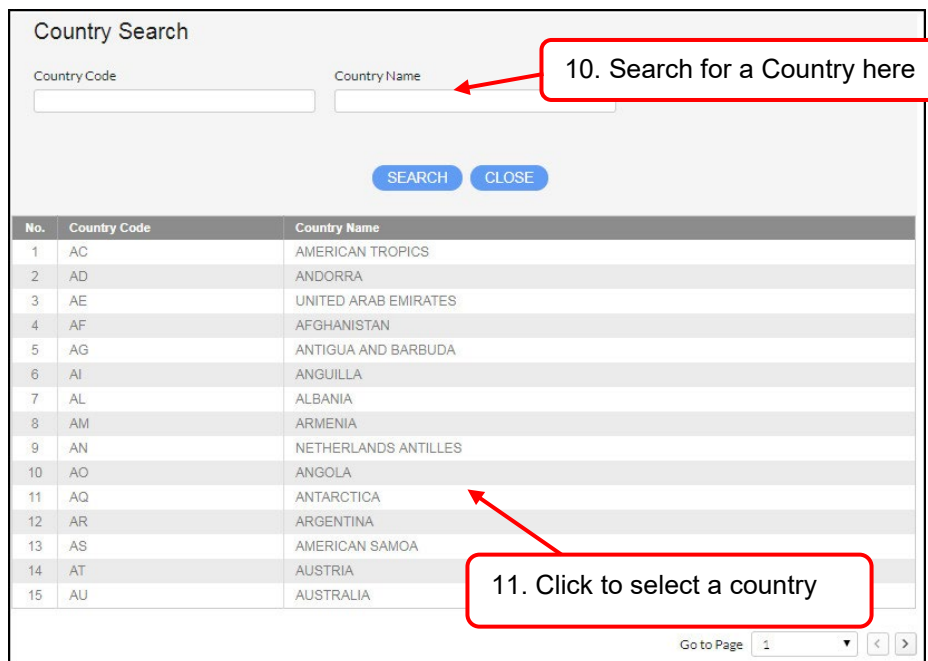 Country Search
10. Search for a Country here
Country Code Country Name
SEARCH CLOSE
No. Country Code Country Name
1 AC AMERICAN TROPICS
2 AD ANDORRA
3 AE UNITED ARAB EMIRATES
4 AF AFGHANISTAN
5 AG ANTIGUA AND BARBUDA
6 AI ANGUILLA
7 AL ALBANIA
8 AM ARMENIA
9 AN NETHERLANDS ANTILLES
10 AO ANGOLA
11 AQ ANTARCTICA
12 AR ARGENTINA
13 AS AMERICAN SAMOA
14 AT AUSTRIA
15 AU AUSTRALIA
11. Click to select a country
Go to Page 1